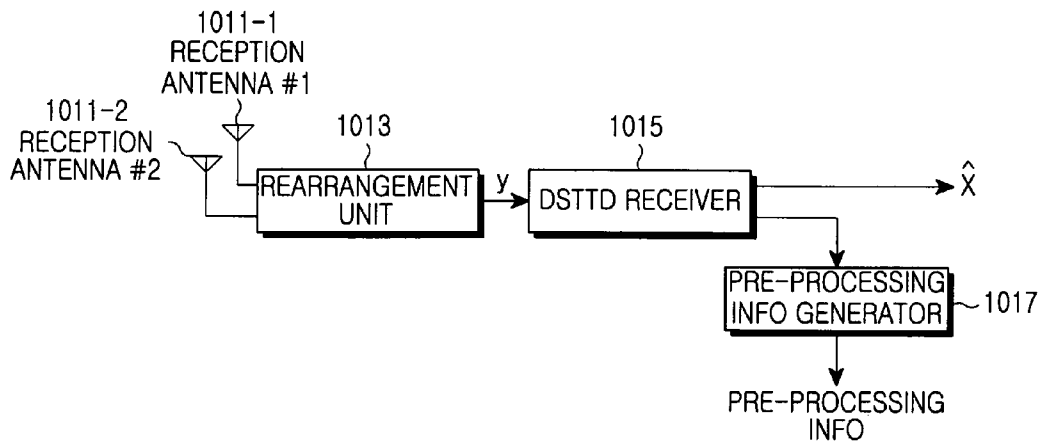 1011-1
RECEPTION
ANTENNA #1
1011-2
RECEPTION
ANTENNA #2
1013
REARRANGEMENT
UNIT
y
1015
DSTTD RECEIVER
X̂
PRE-PROCESSING
INFO GENERATOR
1017
PRE-PROCESSING
INFO